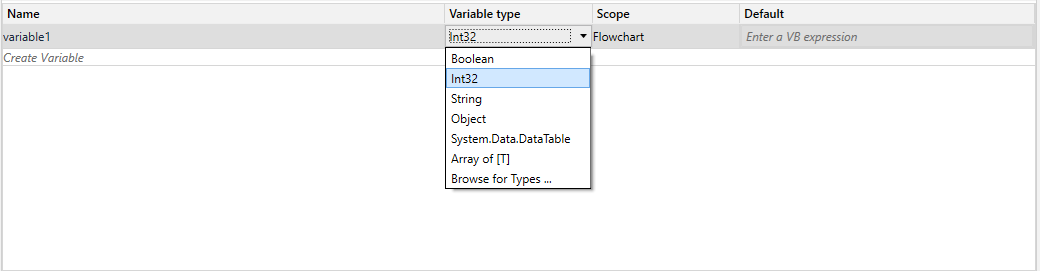 Name Variable type Scope Default
variable1 Int32 Flowchart Enter a VB expression
Create Variable
Boolean
Int32
String
Object
System.Data.DataTable
Array of [T]
Browse for Types ...